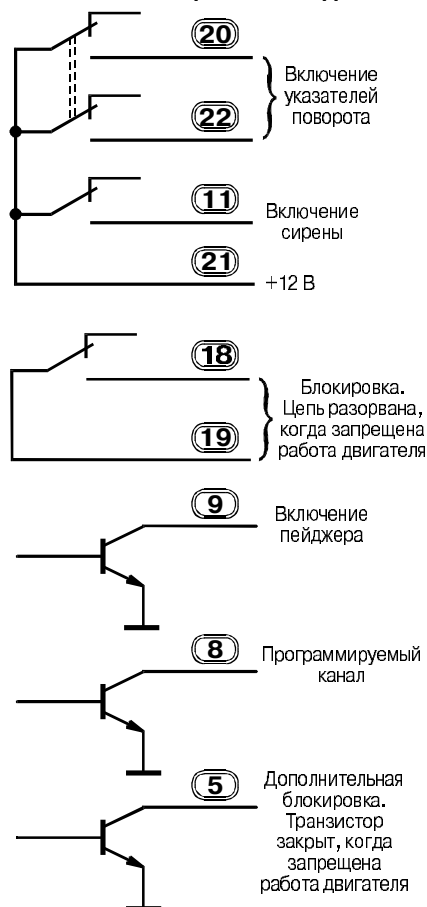 20
Включение
указателей
поворота
22
11
Включение
сирены
21
+12 В
18
Блокировка.
Цепь разорвана,
когда запрещена
работа двигателя
19
9
Включение
пейджера
8
Программируемый
канал
5
Дополнительная
блокировка.
Транзистор
закрыт, когда
запрещена
работа двигателя